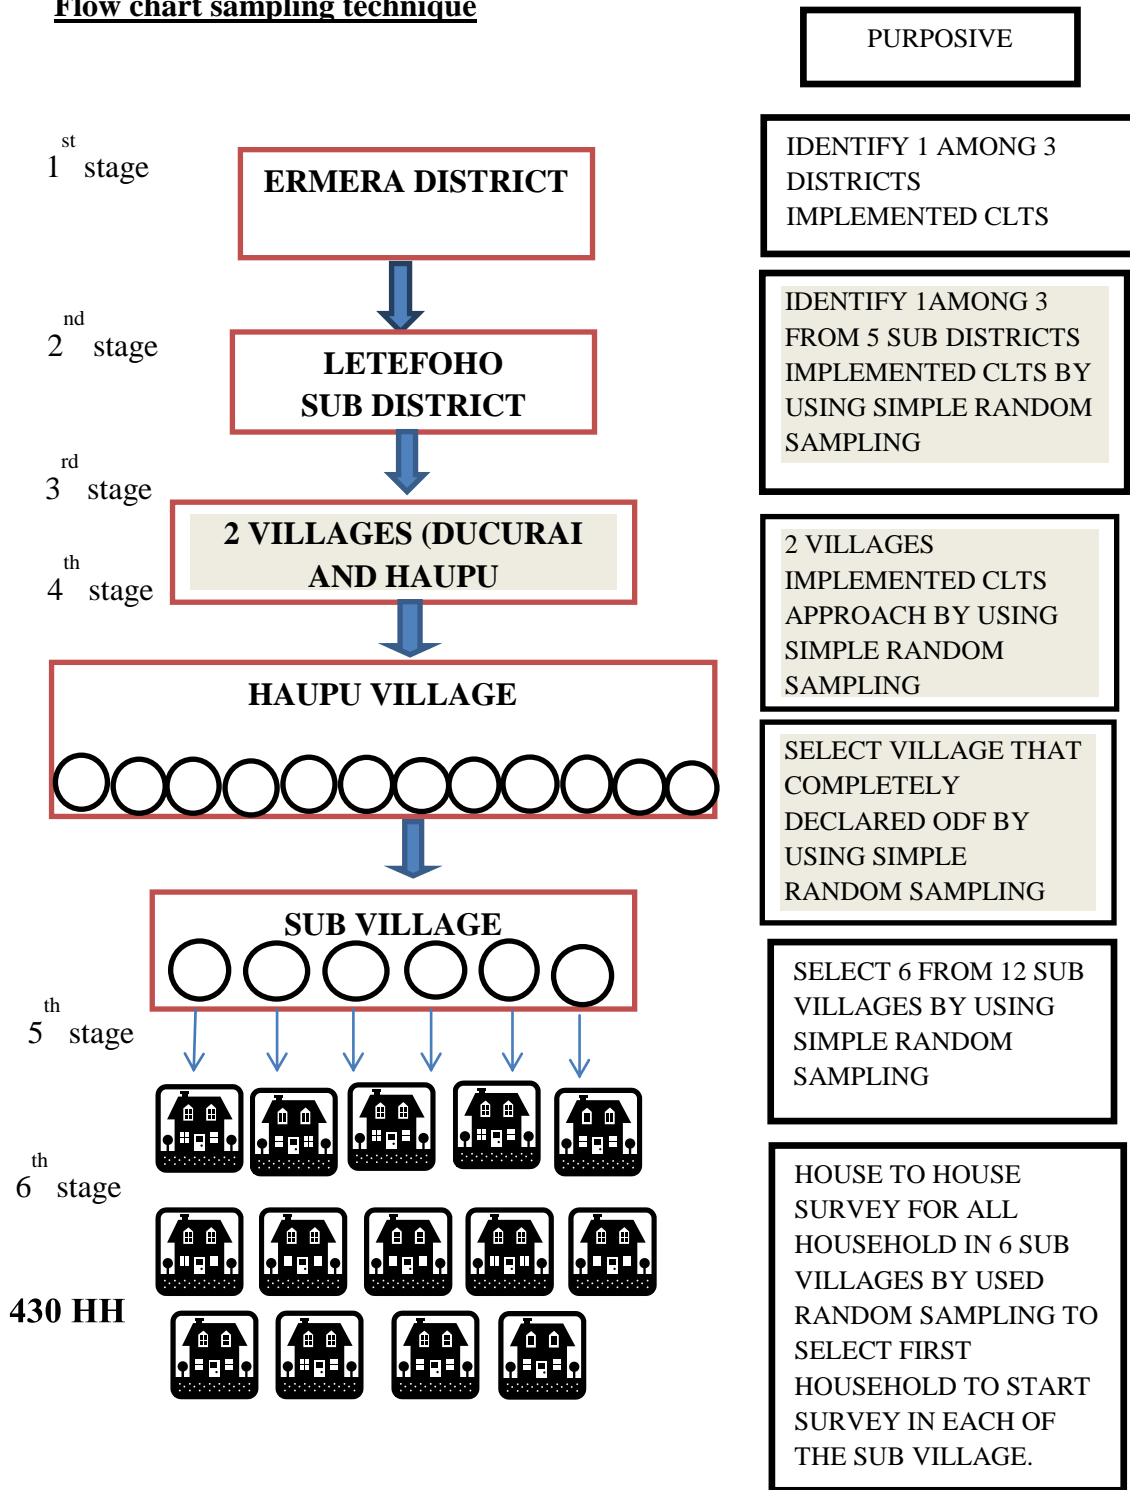 Flow chart sampling technique
PURPOSIVE
1st stage
ERMERA DISTRICT
IDENTIFY 1 AMONG 3
DISTRICTS
IMPLEMENTED CLTS
2nd stage
LETEFOHO
SUB DISTRICT
IDENTIFY 1AMONG 3
FROM 5 SUB DISTRICTS
IMPLEMENTED CLTS BY
USING SIMPLE RANDOM
SAMPLING
3rd stage
2 VILLAGES (DUCURAI
AND HAUPU
4th stage
2 VILLAGES
IMPLEMENTED CLTS
APPROACH BY USING
SIMPLE RANDOM
SAMPLING
HAUPU VILLAGE
SELECT VILLAGE THAT
COMPLETELY
DECLARED ODF BY
USING SIMPLE
RANDOM SAMPLING
SUB VILLAGE
5th stage
SELECT 6 FROM 12 SUB
VILLAGES BY USING
SIMPLE RANDOM
SAMPLING
6th stage
430 HH
HOUSE TO HOUSE
SURVEY FOR ALL
HOUSEHOLD IN 6 SUB
VILLAGES BY USED
RANDOM SAMPLING TO
SELECT FIRST
HOUSEHOLD TO START
SURVEY IN EACH OF
THE SUB VILLAGE.